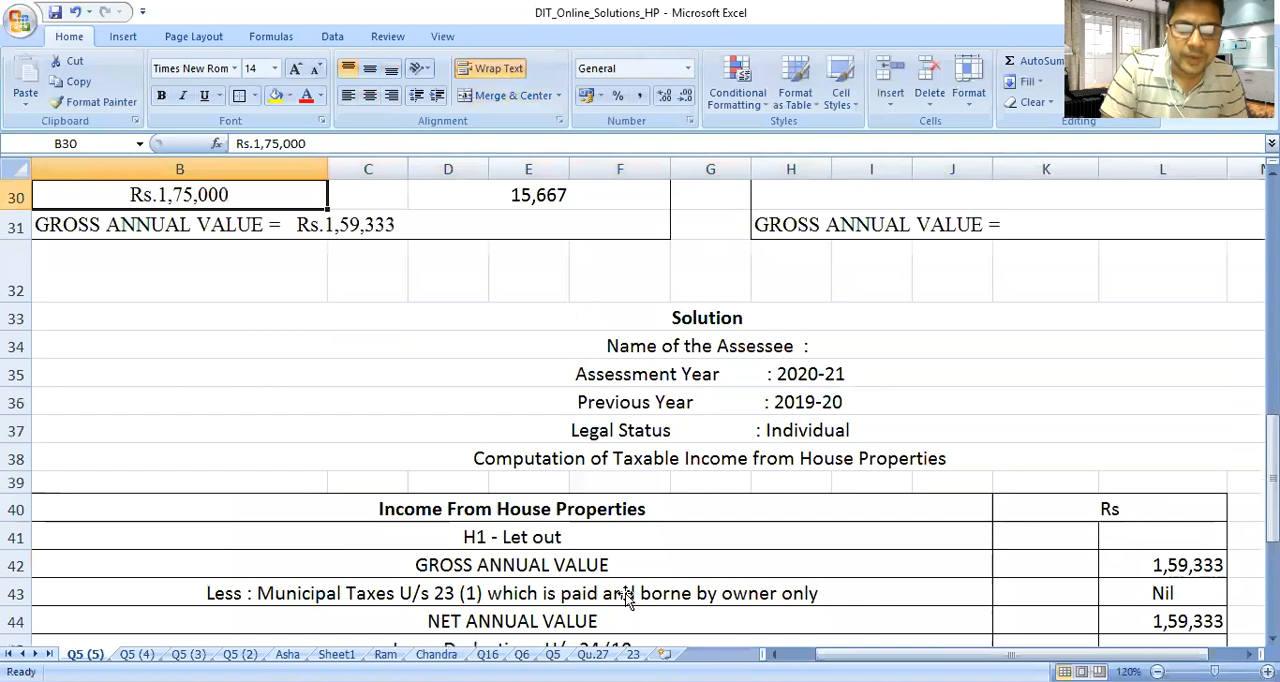 DIT_Online_Solutions_HP - Microsoft Excel
Home Insert Page Layout Formulas Data Review View
Cut
Copy
Format Painter
Paste
Clipboard
Times New Rom 14
B I U
Font
Wrap Text
Merge & Center
Alignment
General
Number
Conditional Formatting
Format as Table
Cell Styles
Styles
Insert Delete Format
Cells
Σ AutoSum
Fill
Clear
Editing
B30 fx Rs.1,75,000
B C D E F G H I J K L
30 Rs.1,75,000 15,667
31 GROSS ANNUAL VALUE = Rs.1,59,333 GROSS ANNUAL VALUE =
32
33 Solution
34 Name of the Assessee :
35 Assessment Year : 2020-21
36 Previous Year : 2019-20
37 Legal Status : Individual
38 Computation of Taxable Income from House Properties
39
40 Income From House Properties Rs
41 H1 - Let out
42 GROSS ANNUAL VALUE 1,59,333
43 Less : Municipal Taxes U/s 23 (1) which is paid and borne by owner only Nil
44 NET ANNUAL VALUE 1,59,333
Q5 (5) Q5 (4) Q5 (3) Q5 (2) Asha Sheet1 Ram Chandra Q16 Q6 Q5 Qu.27 23
Ready 120%